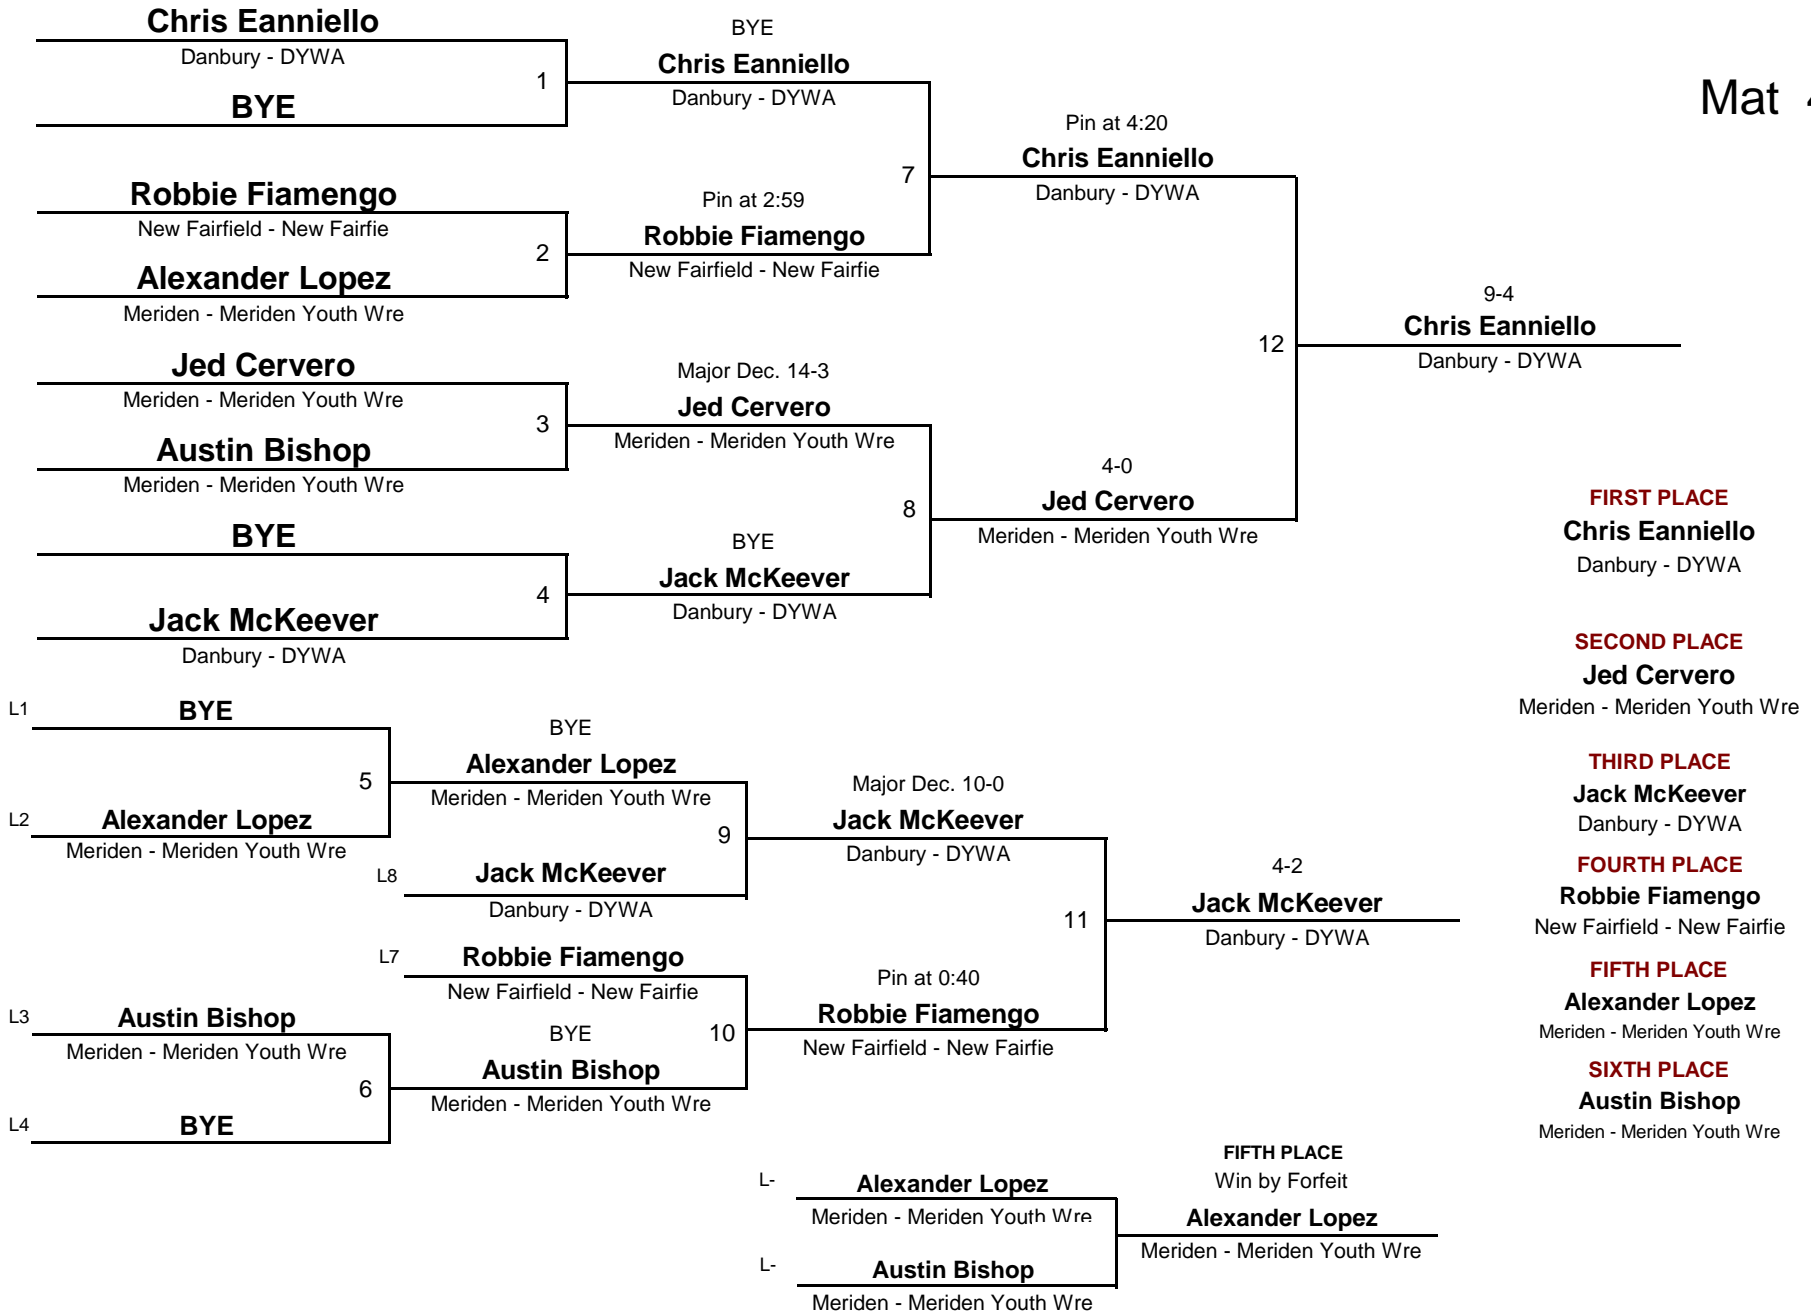 Chris Eanniello
Danbury - DYWA
1
BYE
BYE
Chris Eanniello
Danbury - DYWA
Mat
Robbie Fiamengo
New Fairfield - New Fairfie
2
Alexander Lopez
Meriden - Meriden Youth Wre
Pin at 2:59
Robbie Fiamengo
New Fairfield - New Fairfie
7
Pin at 4:20
Chris Eanniello
Danbury - DYWA
Jed Cervero
Meriden - Meriden Youth Wre
3
Austin Bishop
Meriden - Meriden Youth Wre
Major Dec. 14-3
Jed Cervero
Meriden - Meriden Youth Wre
BYE
4
Jack McKeever
Danbury - DYWA
BYE
Jack McKeever
Danbury - DYWA
8
4-0
Jed Cervero
Meriden - Meriden Youth Wre
12
9-4
Chris Eanniello
Danbury - DYWA
L1
BYE
5
L2
Alexander Lopez
Meriden - Meriden Youth Wre
BYE
Alexander Lopez
Meriden - Meriden Youth Wre
9
L8
Jack McKeever
Danbury - DYWA
Major Dec. 10-0
Jack McKeever
Danbury - DYWA
L7
Robbie Fiamengo
New Fairfield - New Fairfie
L3
Austin Bishop
Meriden - Meriden Youth Wre
6
L4
BYE
BYE
Austin Bishop
Meriden - Meriden Youth Wre
10
Pin at 0:40
Robbie Fiamengo
New Fairfield - New Fairfie
11
4-2
Jack McKeever
Danbury - DYWA
L-
Alexander Lopez
Meriden - Meriden Youth Wre
L-
Austin Bishop
Meriden - Meriden Youth Wre
FIFTH PLACE
Win by Forfeit
Alexander Lopez
Meriden - Meriden Youth Wre
FIRST PLACE
Chris Eanniello
Danbury - DYWA
SECOND PLACE
Jed Cervero
Meriden - Meriden Youth Wre
THIRD PLACE
Jack McKeever
Danbury - DYWA
FOURTH PLACE
Robbie Fiamengo
New Fairfield - New Fairfie
FIFTH PLACE
Alexander Lopez
Meriden - Meriden Youth Wre
SIXTH PLACE
Austin Bishop
Meriden - Meriden Youth Wre